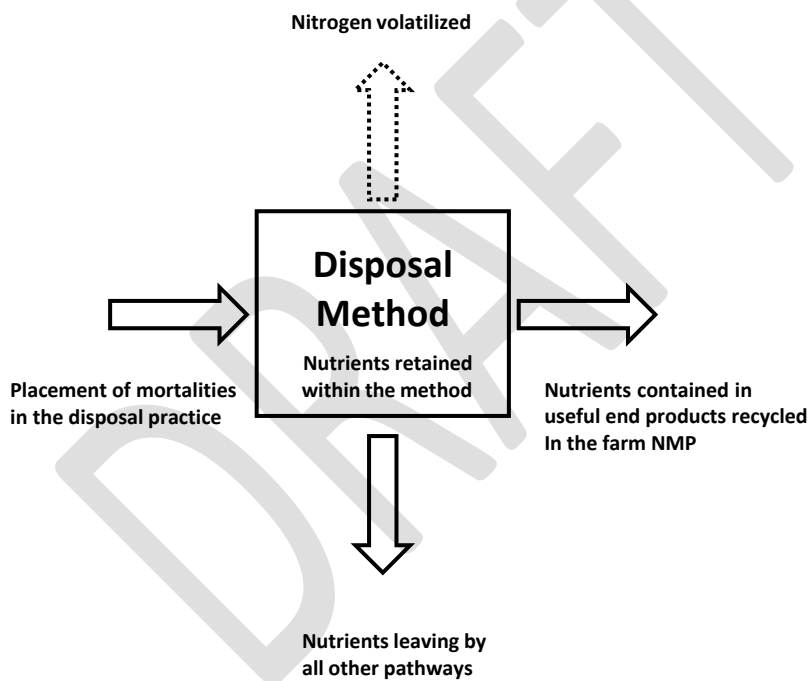 Nitrogen volatilized
Disposal
Method
Nutrients retained
within the method
Placement of mortalities
in the disposal practice
Nutrients contained in
useful end products recycled
In the farm NMP
Nutrients leaving by
all other pathways
DRAFT